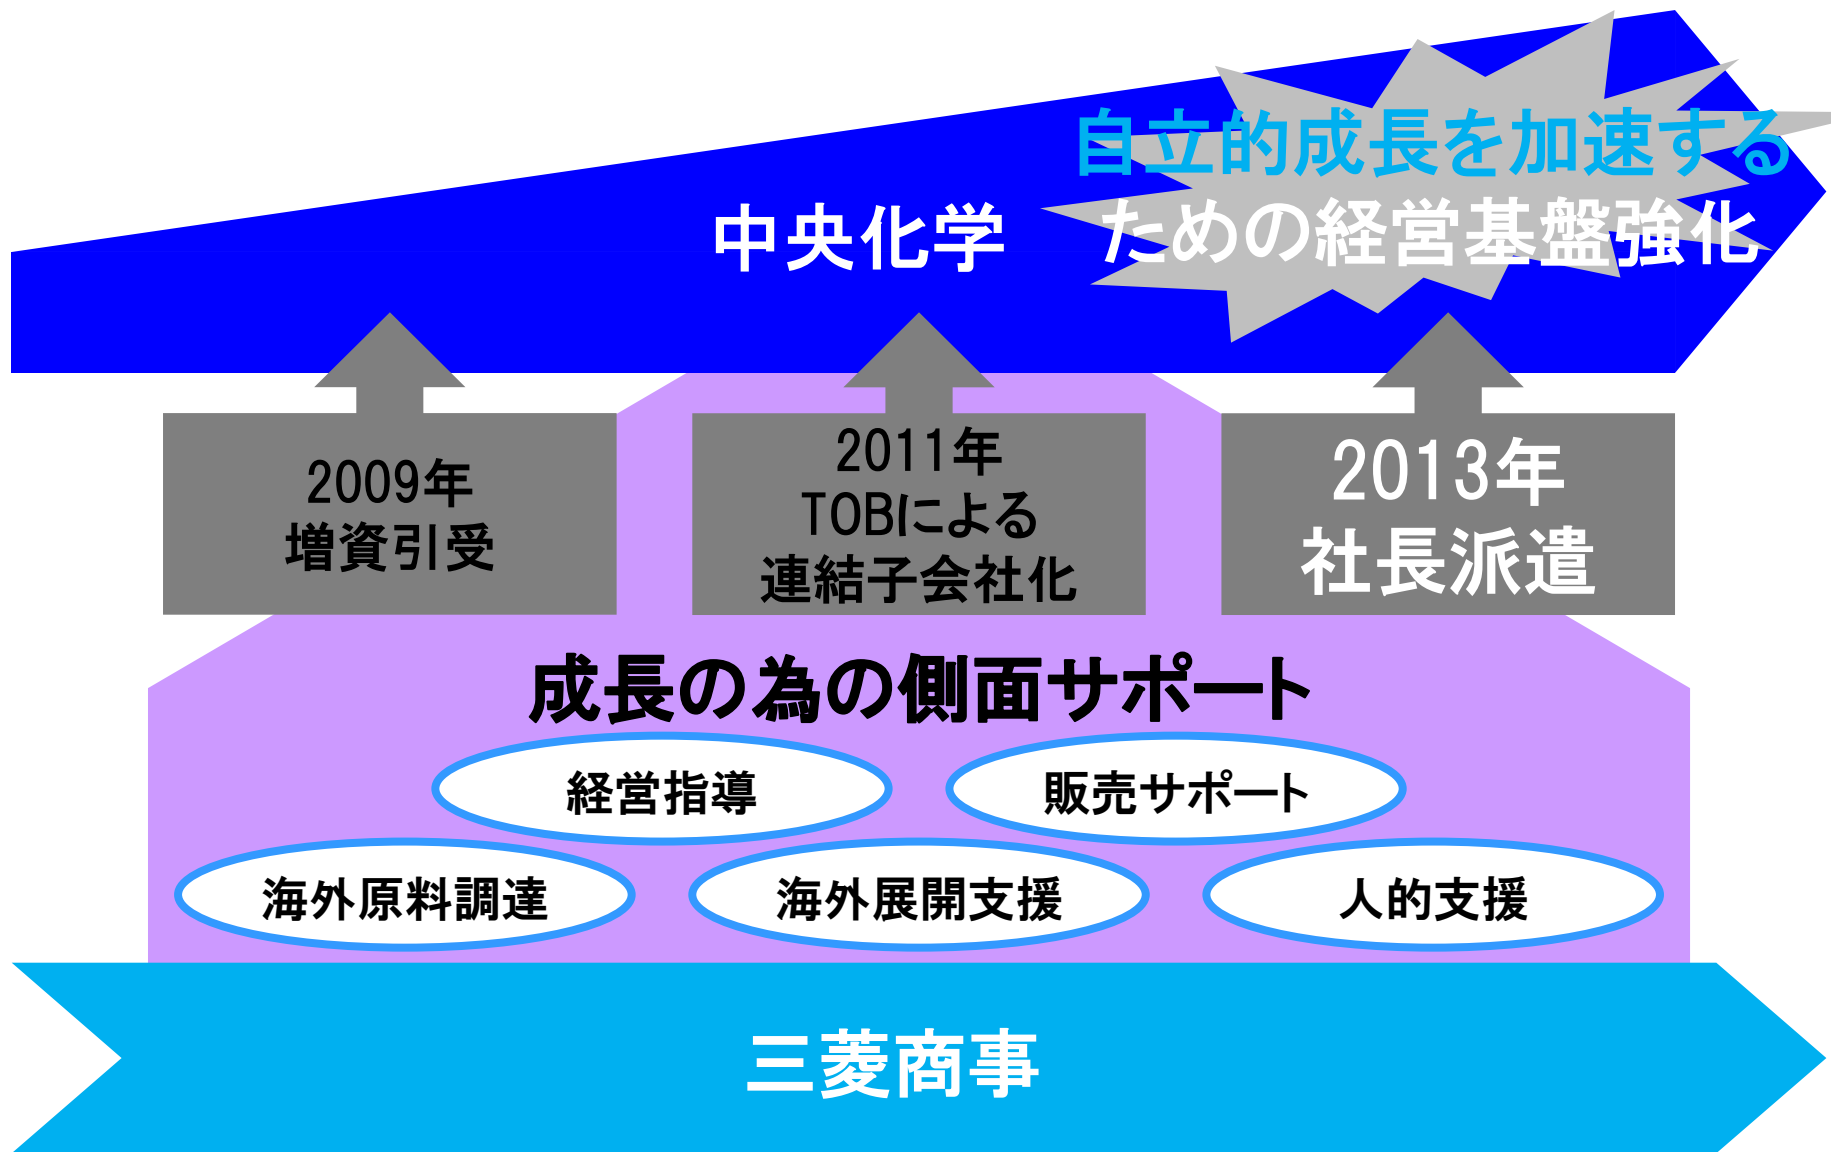 自立的成長を加速する
ための経営基盤強化
中央化学
2009年
増資引受
2011年
TOBによる
連結子会社化
2013年
社長派遣
成長の為の側面サポート
経営指導
販売サポート
海外原料調達
海外展開支援
人的支援
三菱商事